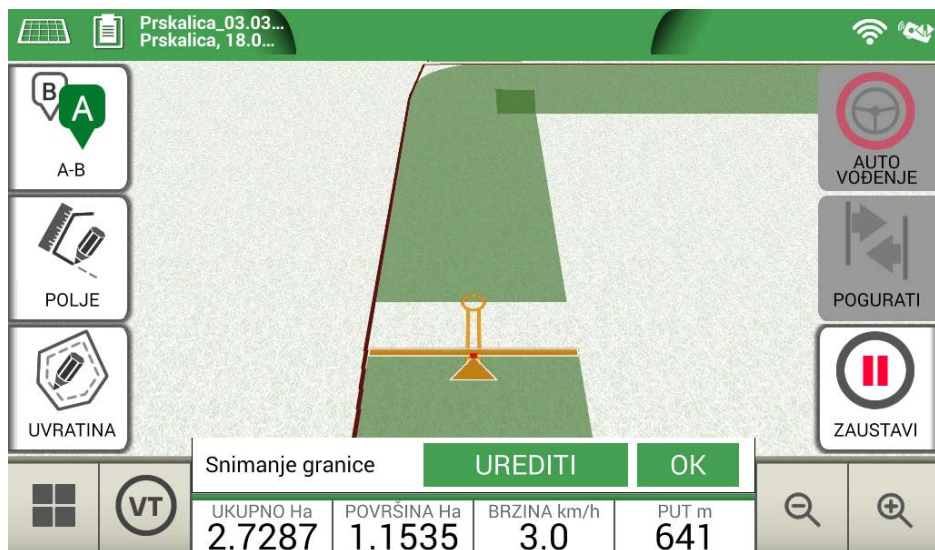 Prskalica_03.03...
Prskalica, 18.0...
B
A
A-B
POLJE
UVRATINA
AUTO
VOĐENJE
POGURATI
ZAUSTAVI
Snimanje granice
UREDITI
OK
VT
UKUPNO Ha
POVRŠINA Ha
BRZINA km/h
PUT m
2.7287
1.1535
3.0
641